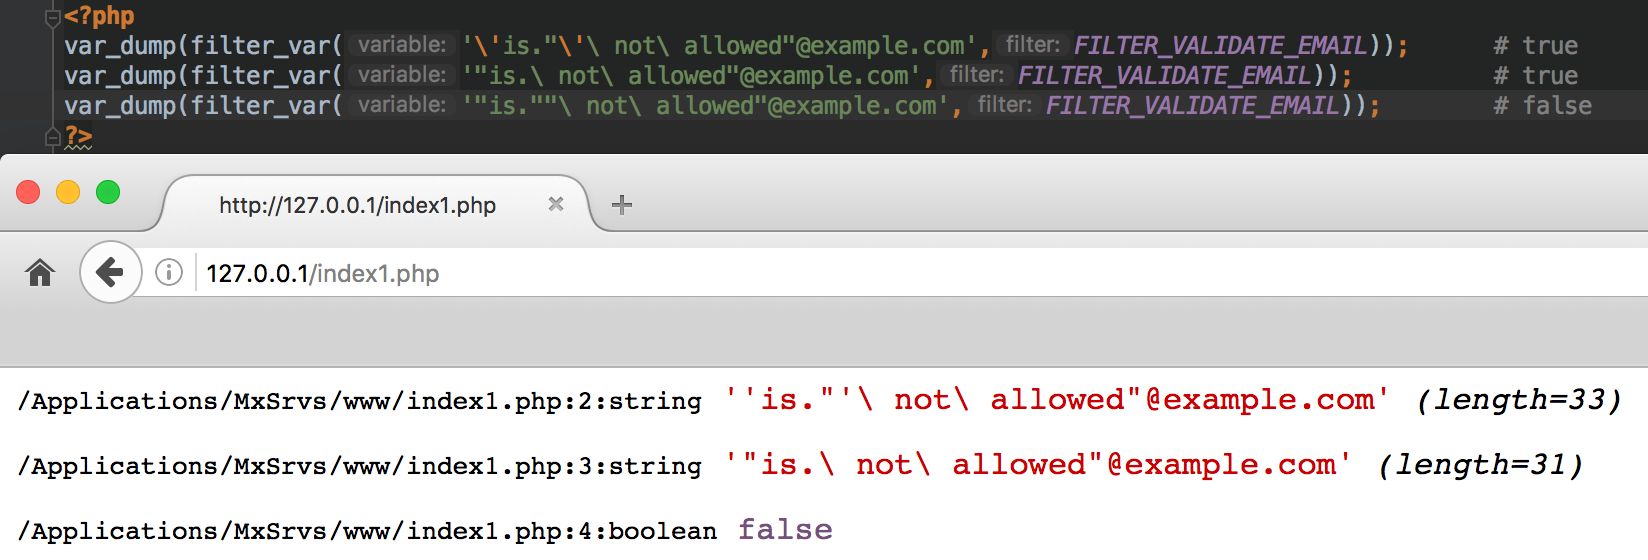 <?php
var_dump(filter_var( variable: '\'is."\'\ not\ allowed"@example.com', filter: FILTER_VALIDATE_EMAIL)); # true
var_dump(filter_var( variable: '"is.\ not\ allowed"@example.com', filter: FILTER_VALIDATE_EMAIL)); # true
var_dump(filter_var( variable: '"is.""\ not\ allowed"@example.com', filter: FILTER_VALIDATE_EMAIL)); # false
?>
http://127.0.0.1/index1.php
127.0.0.1/index1.php
/Applications/MxSrvs/www/index1.php:2:string ''is."'\ not\ allowed"@example.com' (length=33)
/Applications/MxSrvs/www/index1.php:3:string '"is.\ not\ allowed"@example.com' (length=31)
/Applications/MxSrvs/www/index1.php:4:boolean false